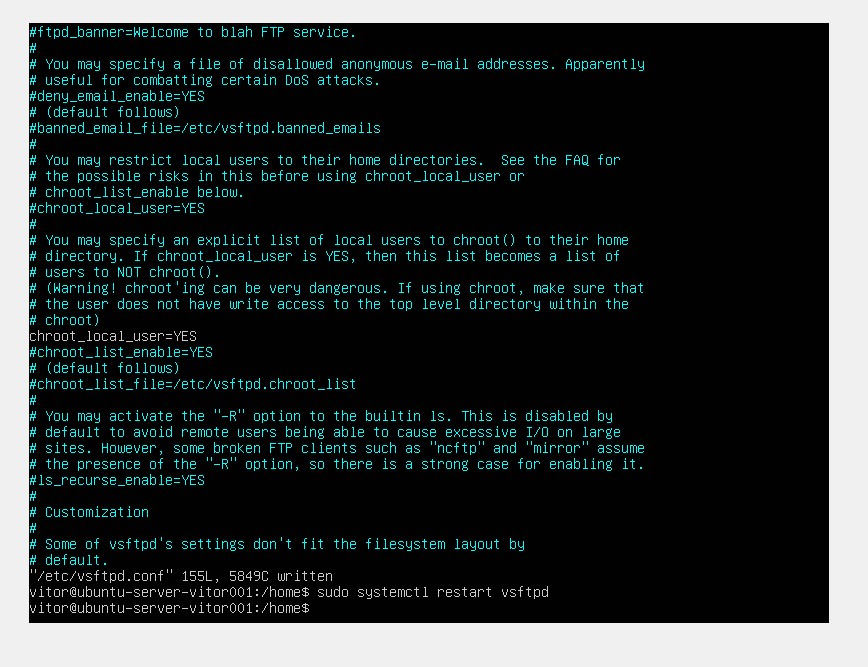 #ftpd_banner=Welcome to blah FTP service.
#
# You may specify a file of disallowed anonymous e-mail addresses. Apparently
# useful for combatting certain DoS attacks.
#deny_email_enable=YES
# (default follows)
#banned_email_file=/etc/vsftpd.banned_emails
#
# You may restrict local users to their home directories.  See the FAQ for
# the possible risks in this before using chroot_local_user or
# chroot_list_enable below.
#chroot_local_user=YES
#
# You may specify an explicit list of local users to chroot() to their home
# directory. If chroot_local_user is YES, then this list becomes a list of
# users to NOT chroot().
# (Warning! chroot'ing can be very dangerous. If using chroot, make sure that
# the user does not have write access to the top level directory within the
# chroot)
chroot_local_user=YES
#chroot_list_enable=YES
# (default follows)
#chroot_list_file=/etc/vsftpd.chroot_list
#
# You may activate the "-R" option to the builtin ls. This is disabled by
# default to avoid remote users being able to cause excessive I/O on large
# sites. However, some broken FTP clients such as "ncftp" and "mirror" assume
# the presence of the "-R" option, so there is a strong case for enabling it.
#ls_recurse_enable=YES
#
# Customization
#
# Some of vsftpd's settings don't fit the filesystem layout by
# default.
"/etc/vsftpd.conf" 155L, 5849C written
vitor@ubuntu-server-vitor001:/home$ sudo systemctl restart vsftpd
vitor@ubuntu-server-vitor001:/home$